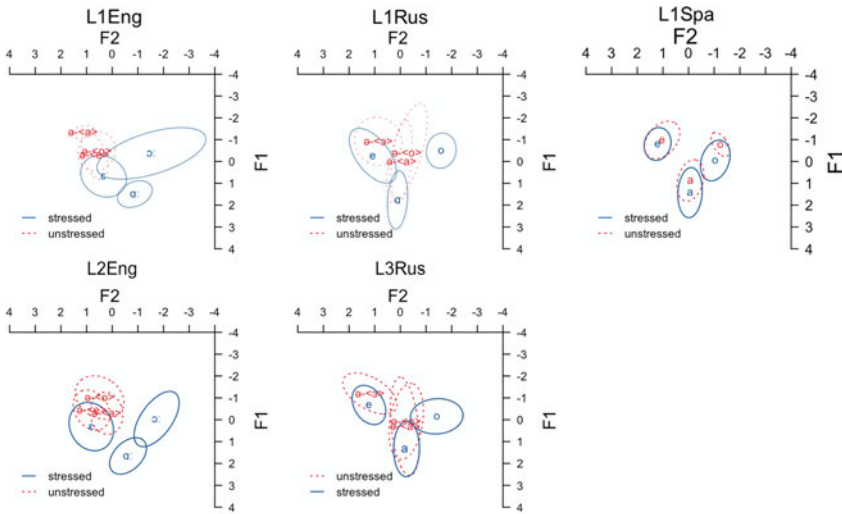 L1Eng
F2
4 3 2 1 0 -1 -2 -3 -4
-4
-3
-2
-1
0
1
2
3
4
F1
ə-<a>
ɔː
ɛ
ɑː
stressed
unstressed
L1Rus
F2
4 3 2 1 0 -1 -2 -3 -4
-4
-3
-2
-1
0
1
2
3
4
F1
e
o
ə-<o>
ə-<a>
stressed
unstressed
L1Spa
F2
4 3 2 1 0 -1 -2 -3 -4
-4
-3
-2
-1
0
1
2
3
4
F1
e
e
o
o
a
a
stressed
unstressed
L2Eng
F2
4 3 2 1 0 -1 -2 -3 -4
-4
-3
-2
-1
0
1
2
3
4
F1
ə-<o>
ɔː
ɛ
ɑː
stressed
unstressed
L3Rus
F2
4 3 2 1 0 -1 -2 -3 -4
-4
-3
-2
-1
0
1
2
3
4
F1
e
o
a
unstressed
stressed